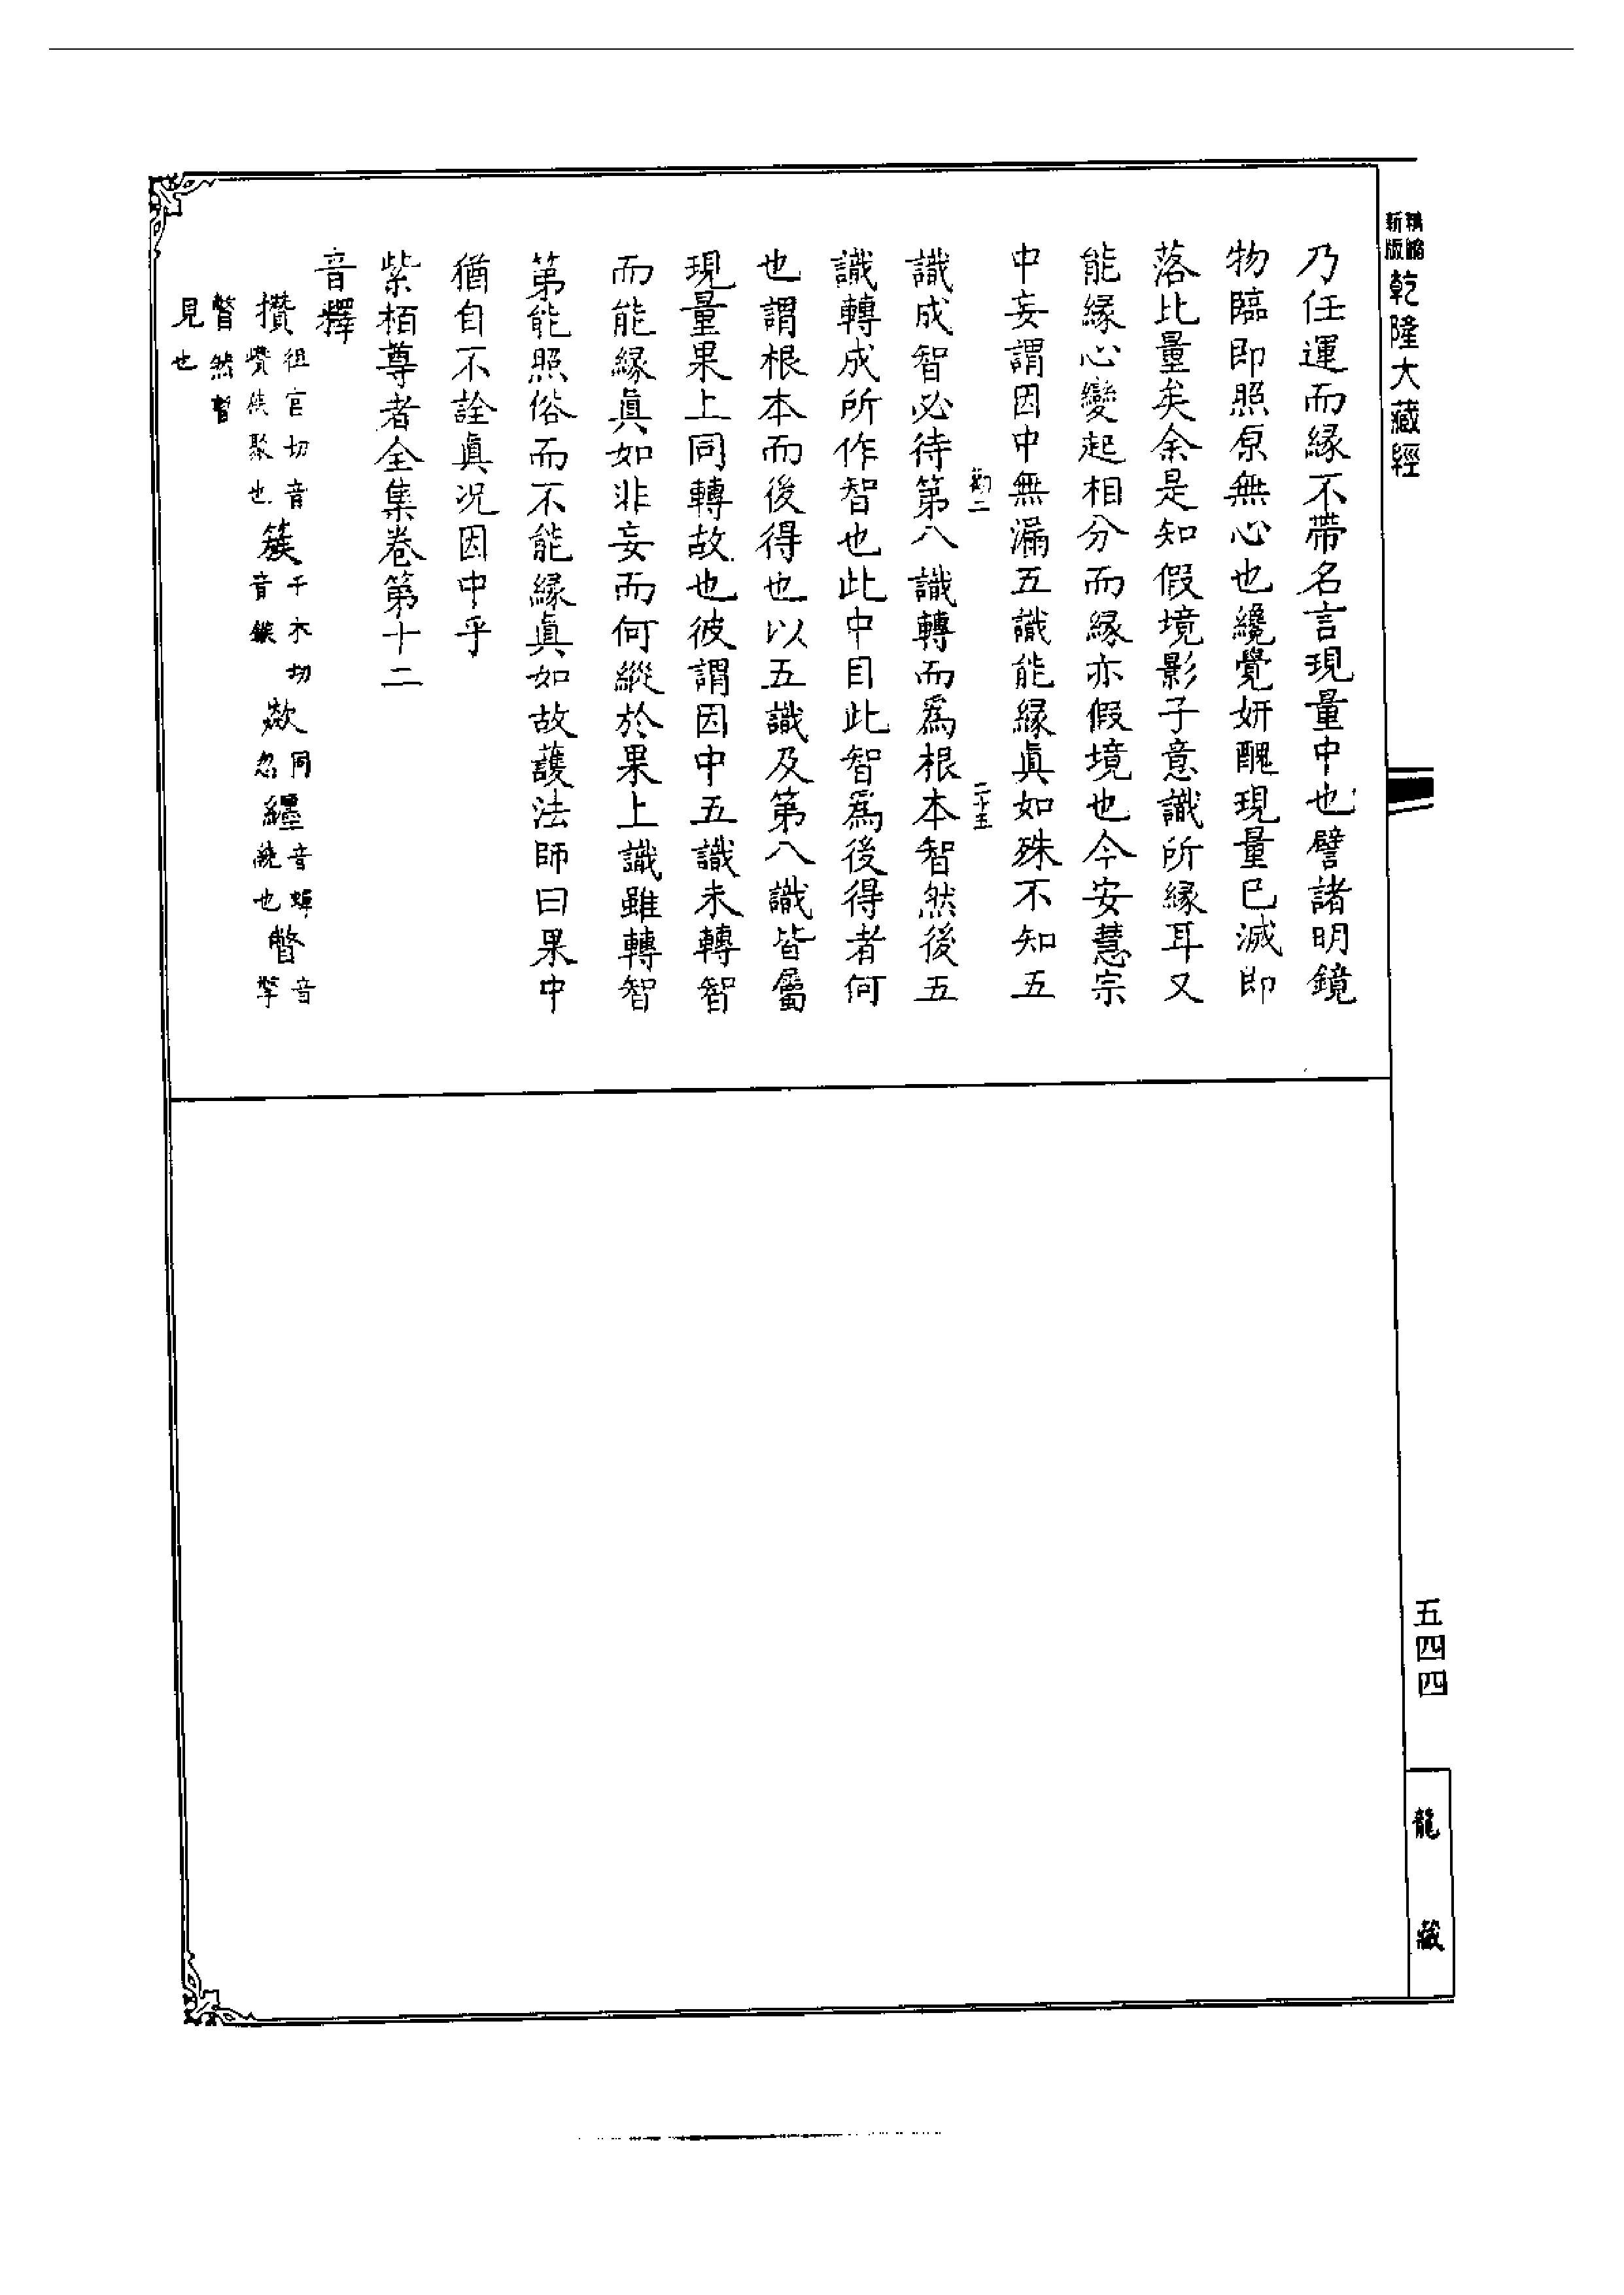 新版 精縮 乾隆大藏經
乃任運而緣不帶名言現量中也譬諸明鏡
物臨即照原無心也纔覺妍醜現量已滅即
落比量矣余是知假境影子意識所緣耳又
能緣心變起相分而緣亦假境也今安慧宗
中妄謂因中無漏五識能緣眞如殊不知五
勸二 二十五
識成智必待第八識轉而爲根本智然後五
識轉成所作智也此中目此智爲後得者何
也謂根本而後得也以五識及第八識皆屬
現量果上同轉故也彼謂因中五識未轉智
而能緣眞如非妄而何縱於果上識雖轉智
第能照俗而不能緣眞如故護法師曰果中
猶自不詮眞況因中乎
紫栢尊者全集卷第十二
音釋
攢 徂官切音 欑族聚也 簇 千木切 音鏃 欻 同忽 纏 音蟬 繞也 瞥 音擎
瞥然暫
見也
五四四
龍藏